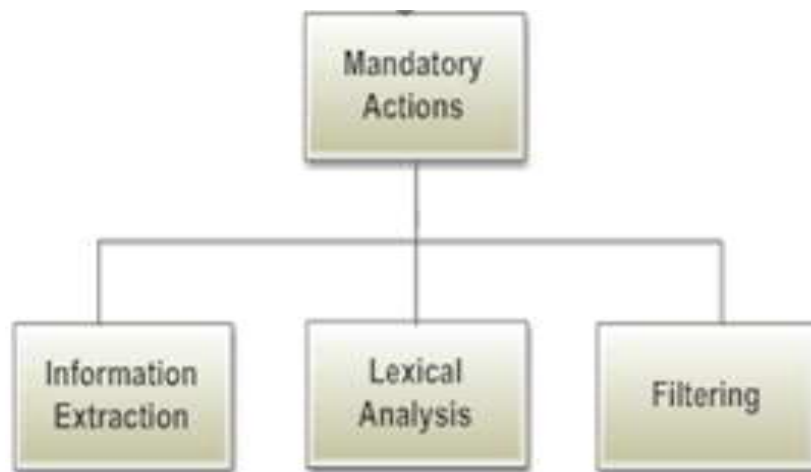 Mandatory
Actions
Information
Extraction
Lexical
Analysis
Filtering